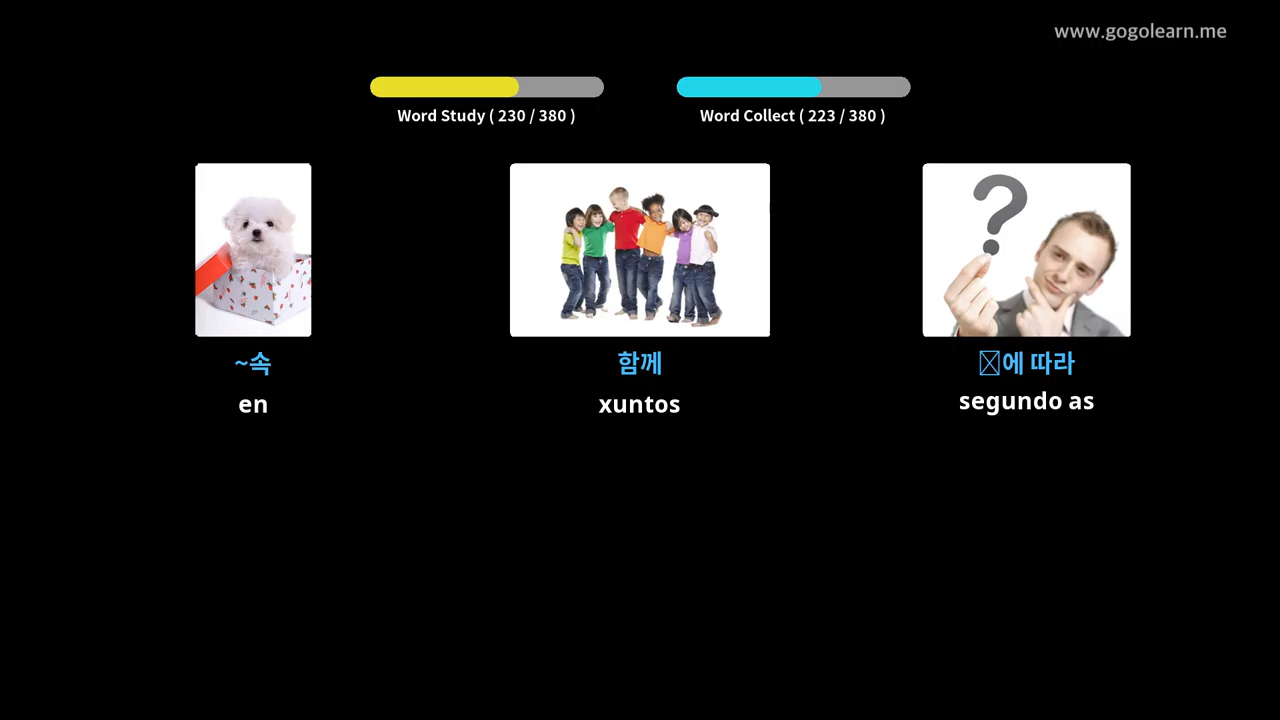 www.gogolearn.me
Word Study ( 230 / 380 )
Word Collect ( 223 / 380 )
~속
함께
에 따라
en
xuntos
segundo as